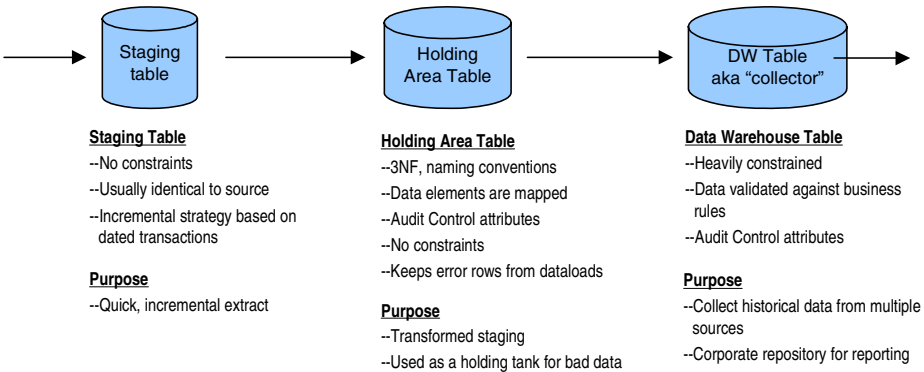 Staging
table
Holding
Area Table
DW Table
aka “collector”
Staging Table
--No constraints
--Usually identical to source
--Incremental strategy based on
dated transactions
Purpose
--Quick, incremental extract
Holding Area Table
--3NF, naming conventions
--Data elements are mapped
--Audit Control attributes
--No constraints
--Keeps error rows from dataloads
Purpose
--Transformed staging
--Used as a holding tank for bad data
Data Warehouse Table
--Heavily constrained
--Data validated against business
rules
--Audit Control attributes
Purpose
--Collect historical data from multiple
sources
--Corporate repository for reporting